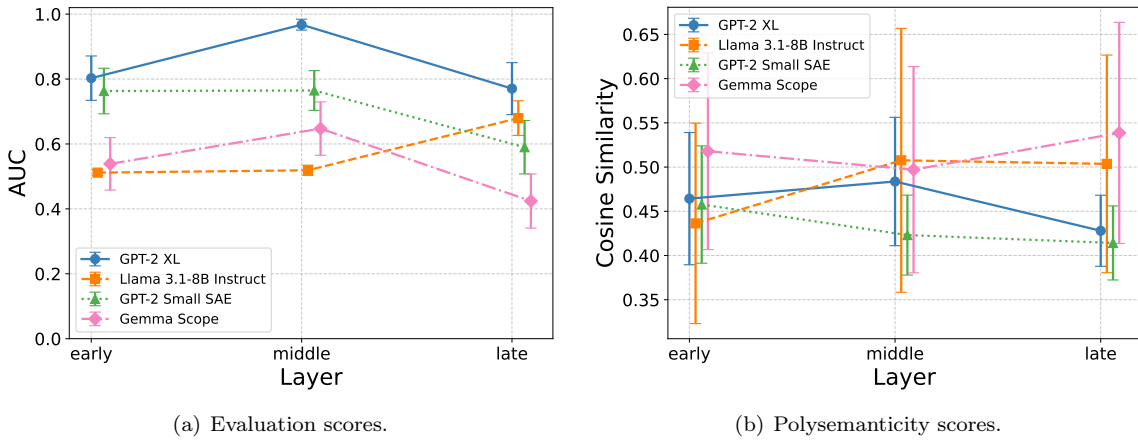 1.0
0.8
0.6
0.4
0.2
0.0
AUC
GPT-2 XL
Llama 3.1-8B Instruct
GPT-2 Small SAE
Gemma Scope
early
middle
late
Layer
(a) Evaluation scores.
0.65
0.60
0.55
0.50
0.45
0.40
0.35
Cosine Similarity
GPT-2 XL
Llama 3.1-8B Instruct
GPT-2 Small SAE
Gemma Scope
early
middle
late
Layer
(b) Polysemanticity scores.